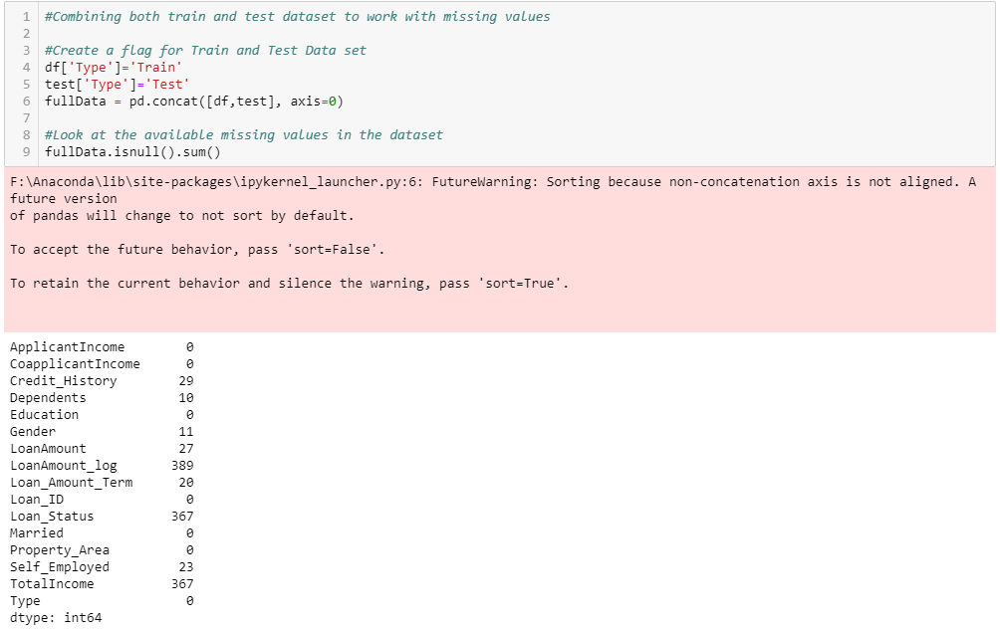 1 #Combining both train and test dataset to work with missing values
2
3 #Create a flag for Train and Test Data set
4 df['Type']='Train'
5 test['Type']='Test'
6 fullData = pd.concat([df,test], axis=0)
7
8 #Look at the available missing values in the dataset
9 fullData.isnull().sum()
F:\Anaconda\lib\site-packages\ipykernel_launcher.py:6: FutureWarning: Sorting because non-concatenation axis is not aligned. A
future version
of pandas will change to not sort by default.
To accept the future behavior, pass 'sort=False'.
To retain the current behavior and silence the warning, pass 'sort=True'.
ApplicantIncome 0
CoapplicantIncome 0
Credit_History 29
Dependents 10
Education 0
Gender 11
LoanAmount 27
LoanAmount_log 389
Loan_Amount_Term 20
Loan_ID 0
Loan_Status 367
Married 0
Property_Area 0
Self_Employed 23
TotalIncome 367
Type 0
dtype: int64